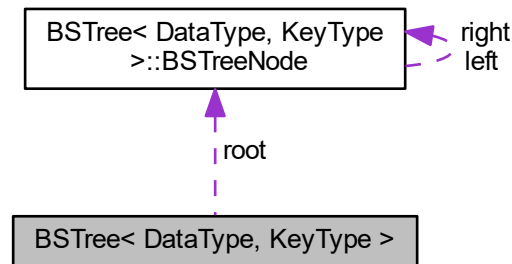 BSTree< DataType, KeyType
>::BSTreeNode
right
left
root
BSTree< DataType, KeyType >